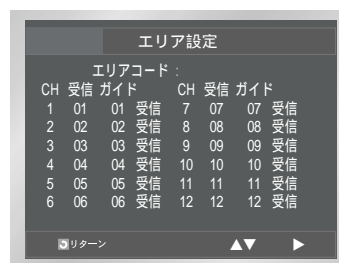 エリア設定
エリアコード :
CH 受信 ガイド CH 受信 ガイド
1 01 01 受信 7 07 07 受信
2 02 02 受信 8 08 08 受信
3 03 03 受信 9 09 09 受信
4 04 04 受信 10 10 10 受信
5 05 05 受信 11 11 11 受信
6 06 06 受信 12 12 12 受信
リターン ▲▼ ▶